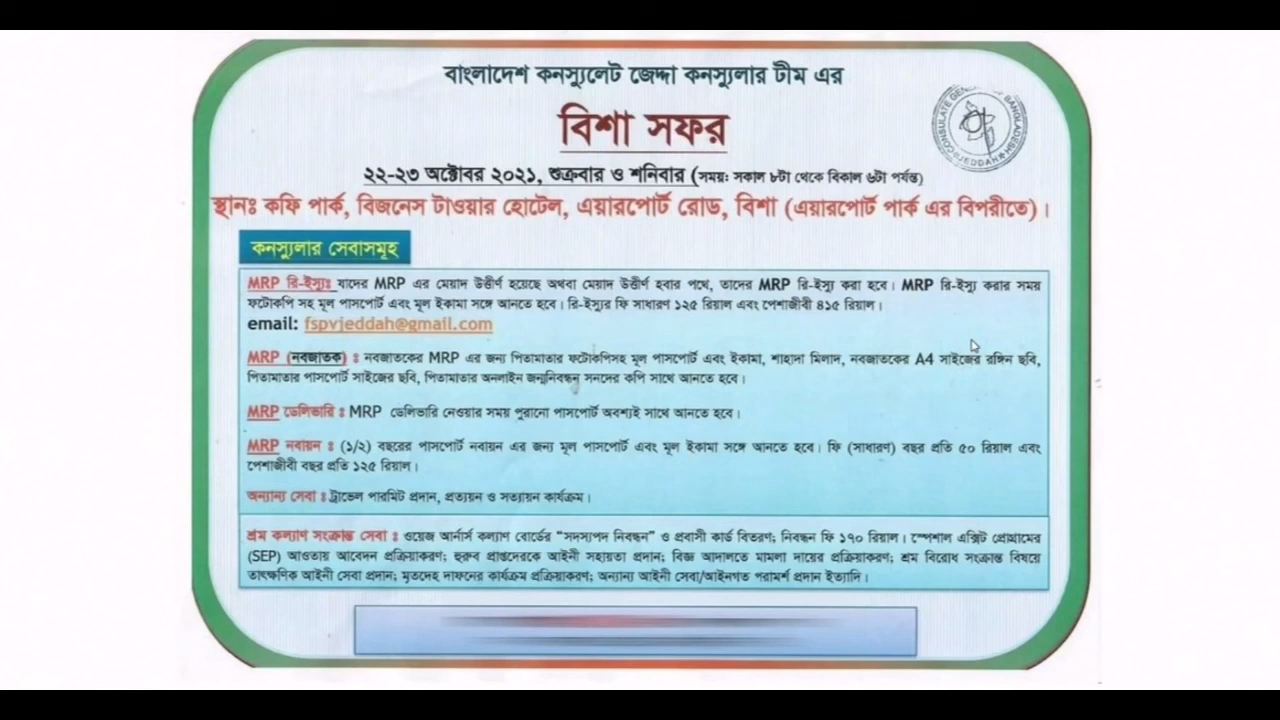 বাংলাদেশ কনস্যুলেট জেদ্দা কনস্যুলার টীম এর
বিশা সফর
২২-২৩ অক্টোবর ২০২১, শুক্রবার ও শনিবার (সময়: সকাল ৮টা থেকে বিকাল ৬টা পর্যন্ত)
স্থানঃ কফি পার্ক, বিজনেস টাওয়ার হোটেল, এয়ারপোর্ট রোড, বিশা (এয়ারপোর্ট পার্ক এর বিপরীতে)।
CONSULATE GENERAL OF BANGLADESH
JEDDAH
কনস্যুলার সেবাসমূহ
MRP রি-ইস্যুঃ যাদের MRP এর মেয়াদ উত্তীর্ণ হয়েছে অথবা মেয়াদ উত্তীর্ণ হবার পথে, তাদের MRP রি-ইস্যু করা হবে। MRP রি-ইস্যু করার সময়
ফটোকপি সহ মূল পাসপোর্ট এবং মূল ইকামা সঙ্গে আনতে হবে। রি-ইস্যুর ফি সাধারণ ১২৫ রিয়াল এবং পেশাজীবী ৪১৫ রিয়াল।
email: fspvjeddah@gmail.com
MRP (নবজাতক) ঃ নবজাতকের MRP এর জন্য পিতামাতার ফটোকপিসহ মূল পাসপোর্ট এবং ইকামা, শাহাদা মিলাদ, নবজাতকের A4 সাইজের রঙ্গিন ছবি,
পিতামাতার পাসপোর্ট সাইজের ছবি, পিতামাতার অনলাইন জন্মনিবন্ধন সনদের কপি সাথে আনতে হবে।
MRP ডেলিভারি ঃ MRP ডেলিভারি নেওয়ার সময় পুরানো পাসপোর্ট অবশ্যই সাথে আনতে হবে।
MRP নবায়ন ঃ (১/২) বছরের পাসপোর্ট নবায়ন এর জন্য মূল পাসপোর্ট এবং মূল ইকামা সঙ্গে আনতে হবে। ফি (সাধারণ) বছর প্রতি ৫০ রিয়াল এবং
পেশাজীবী বছর প্রতি ১২৫ রিয়াল।
অন্যান্য সেবা ঃ ট্রাভেল পারমিট প্রদান, প্রত্যয়ন ও সত্যায়ন কার্যক্রম।
শ্রম কল্যাণ সংক্রান্ত সেবা ঃ ওয়েজ আর্নার্স কল্যাণ বোর্ডের “সদস্যপদ নিবন্ধন” ও প্রবাসী কার্ড বিতরণ; নিবন্ধন ফি ১৭০ রিয়াল। স্পেশাল এক্সিট প্রোগ্রামের
(SEP) আওতায় আবেদন প্রক্রিয়াকরণ; হুরুব প্রাপ্তদেরকে আইনী সহায়তা প্রদান; বিজ্ঞ আদালতে মামলা দায়ের প্রক্রিয়াকরণ; শ্রম বিরোধ সংক্রান্ত বিষয়ে
তাৎক্ষণিক আইনী সেবা প্রদান; মৃতদেহ দাফনের কার্যক্রম প্রক্রিয়াকরণ; অন্যান্য আইনী সেবা/আইনগত পরামর্শ প্রদান ইত্যাদি।